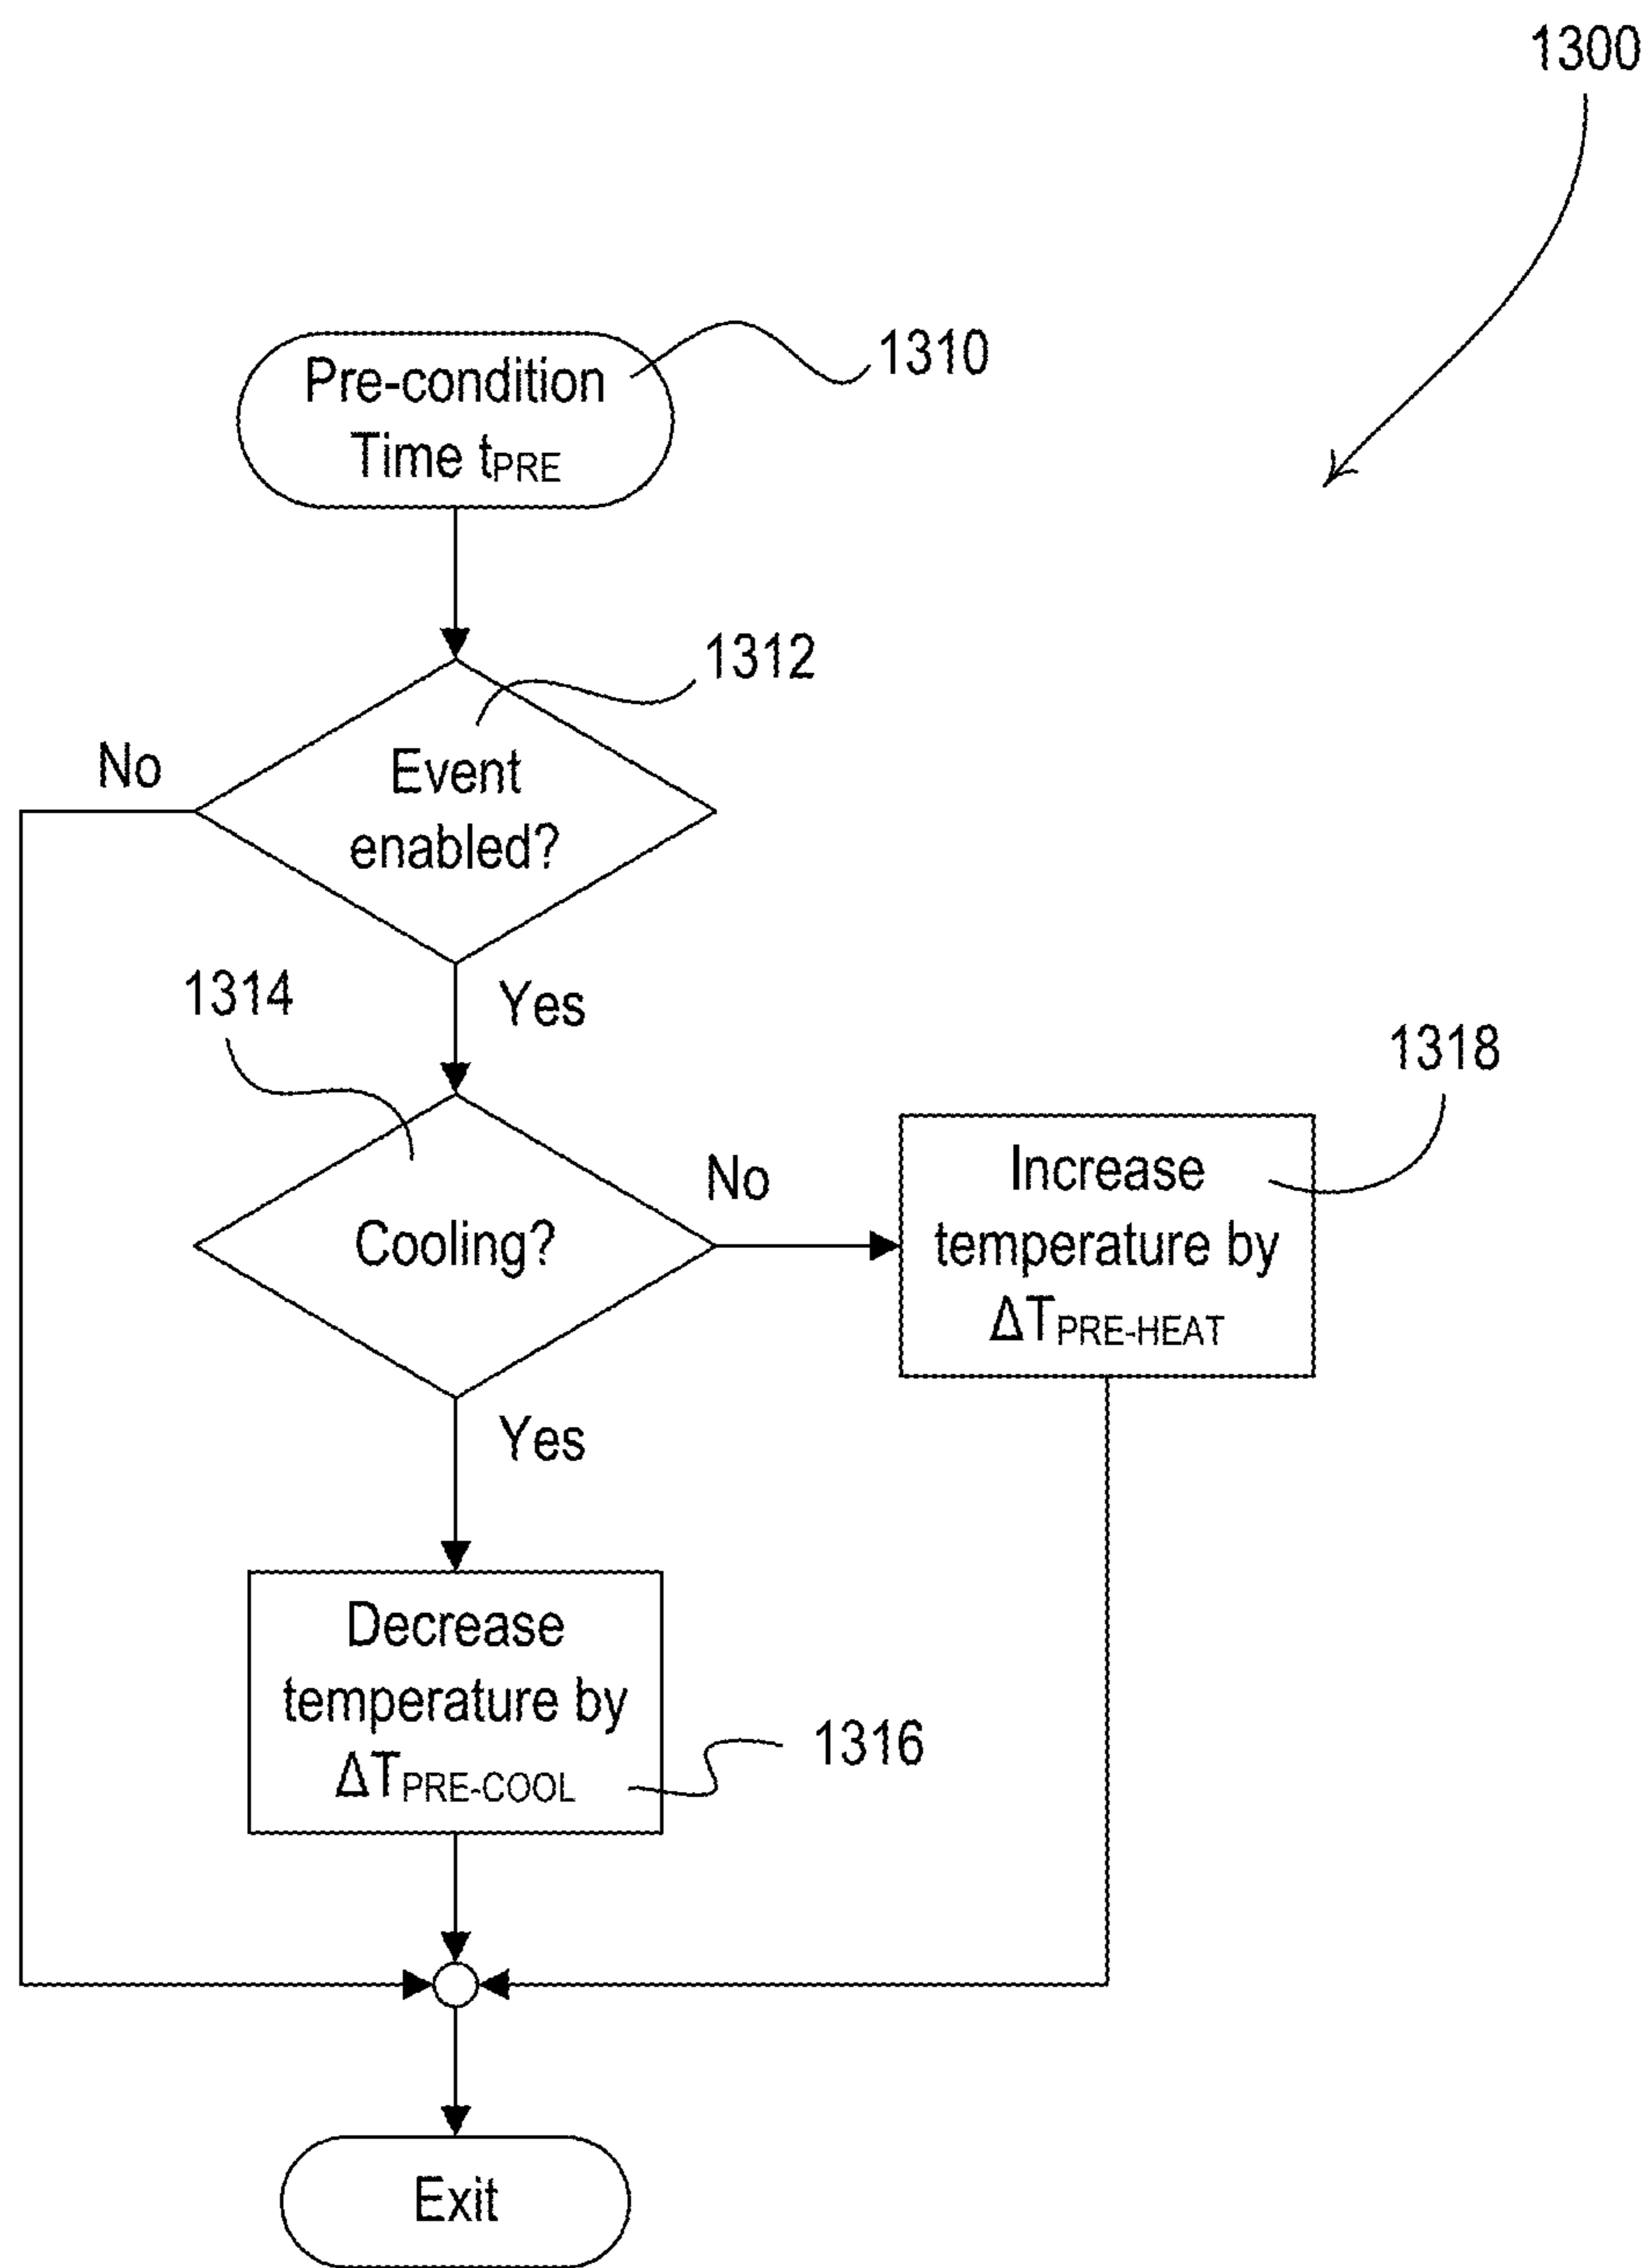 1300
Pre-condition
Time tPRE
1310
1312
No
Event
enabled?
Yes
1314
1318
Cooling?
No
Increase
temperature by
ΔTPRE-HEAT
Yes
Decrease
temperature by
ΔTPRE-COOL
1316
Exit